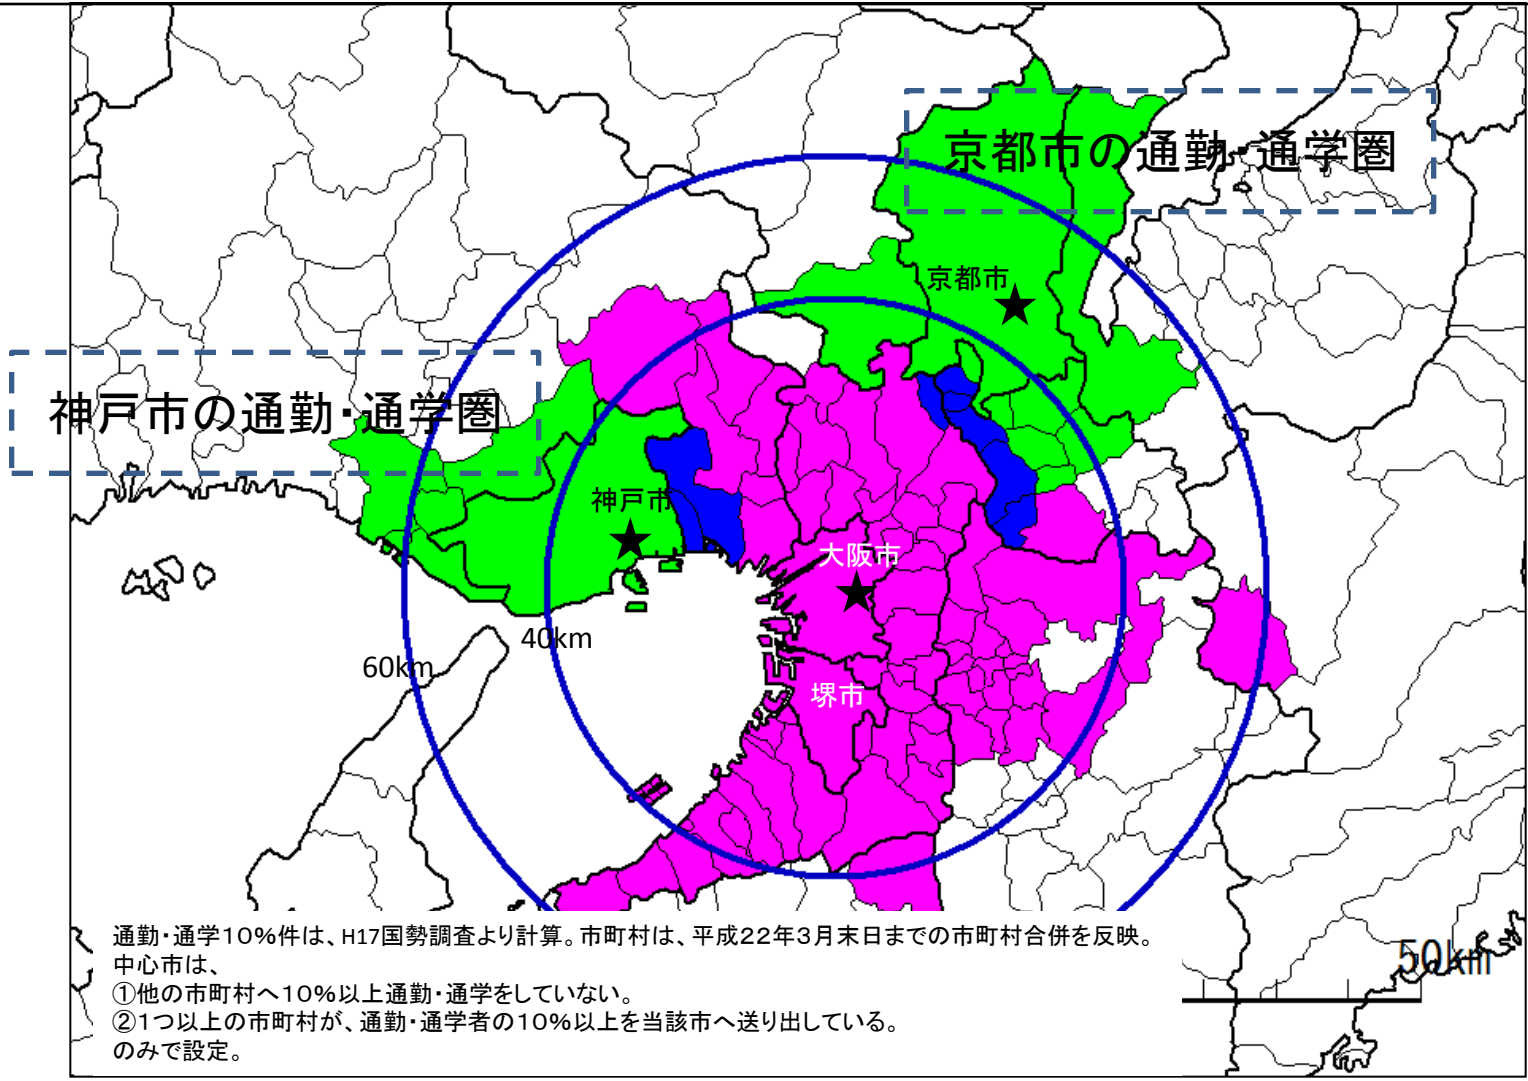 京都市の通勤・通学圏
京都市
神戸市の通勤・通学圏
神戸市
大阪市
40km
60km
堺市
通勤・通学10%件は、H17国勢調査より計算。市町村は、平成22年3月末日までの市町村合併を反映。
中心市は、
①他の市町村へ10%以上通勤・通学をしていない。
②1つ以上の市町村が、通勤・通学者の10%以上を当該市へ送り出している。
のみで設定。
50km